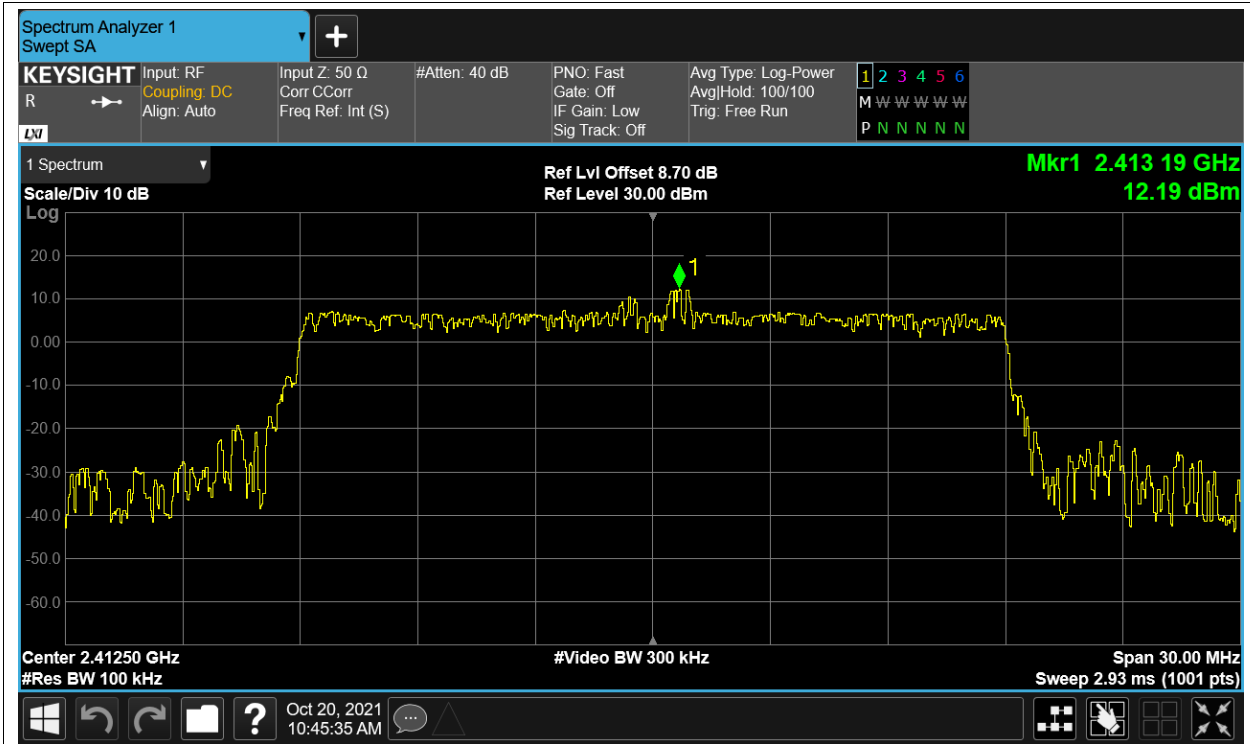 Spectrum Analyzer 1
Swept SA
+
KEYSIGHT
R
LXI
Input: RF
Coupling: DC
Align: Auto
Input Z: 50 Ω
Corr CCorr
Freq Ref: Int (S)
#Atten: 40 dB
PNO: Fast
Gate: Off
IF Gain: Low
Sig Track: Off
Avg Type: Log-Power
Avg|Hold: 100/100
Trig: Free Run
1 2 3 4 5 6
M W W W W W
P N N N N N
1 Spectrum
Scale/Div 10 dB
Log
Ref Lvl Offset 8.70 dB
Ref Level 30.00 dBm
Mkr1 2.413 19 GHz
12.19 dBm
1
20.0
10.0
0.00
-10.0
-20.0
-30.0
-40.0
-50.0
-60.0
Center 2.41250 GHz
#Res BW 100 kHz
#Video BW 300 kHz
Span 30.00 MHz
Sweep 2.93 ms (1001 pts)
?
Oct 20, 2021
10:45:35 AM